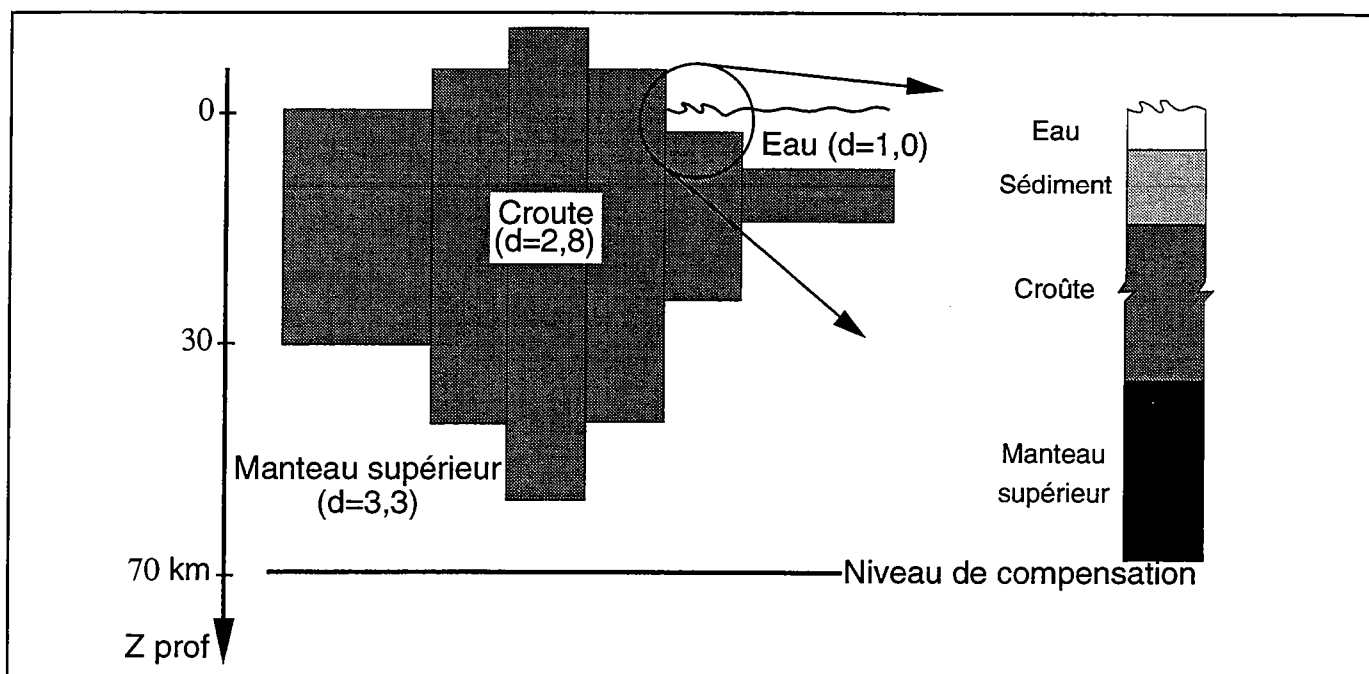 0
30
70 km
Z prof
Croute
(d=2,8)
Eau (d=1,0)
Manteau supérieur
(d=3,3)
Niveau de compensation
Eau
Sédiment
Croûte
Manteau
supérieur